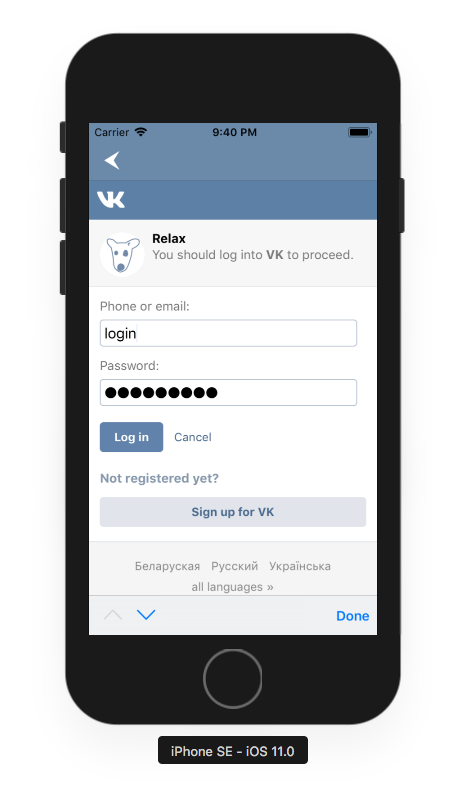 Carrier 9:40 PM
VK
Relax
You should log into VK to proceed.
Phone or email:
login
Password:
●●●●●●●●●
Log in Cancel
Not registered yet?
Sign up for VK
Беларуская Русский Українська
all languages »
Done
iPhone SE - iOS 11.0